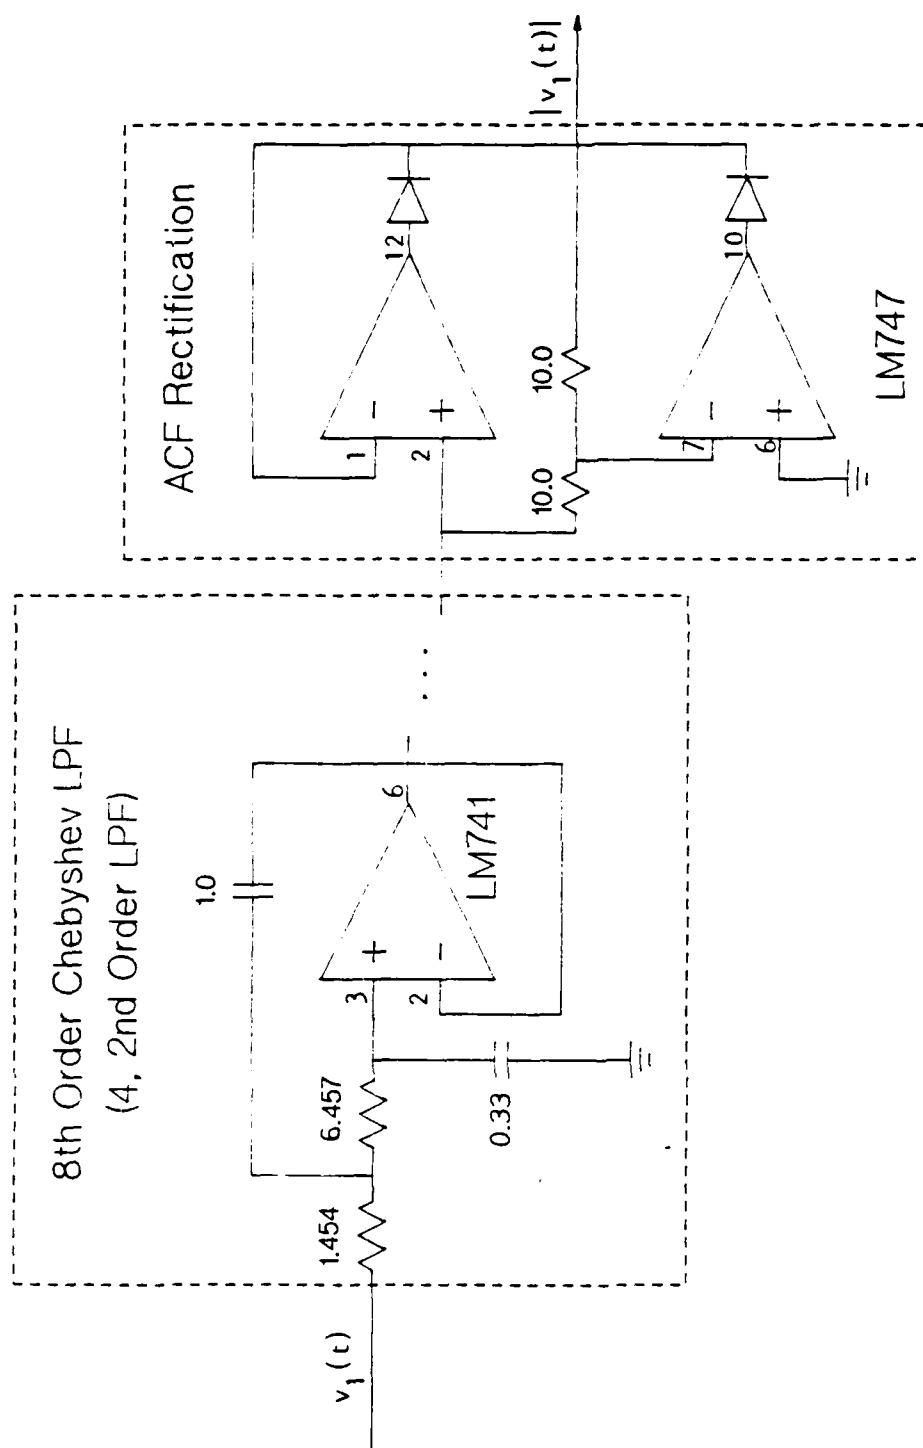 8th Order Chebyshev LPF
(4, 2nd Order LPF)
v₁(t)
1.454
6.457
1.0
0.33
3
+
2
−
6
LM741
. . .
ACF Rectification
1
−
2
+
12
10.0
10.0
7
−
6
+
10
LM747
|v₁(t)|